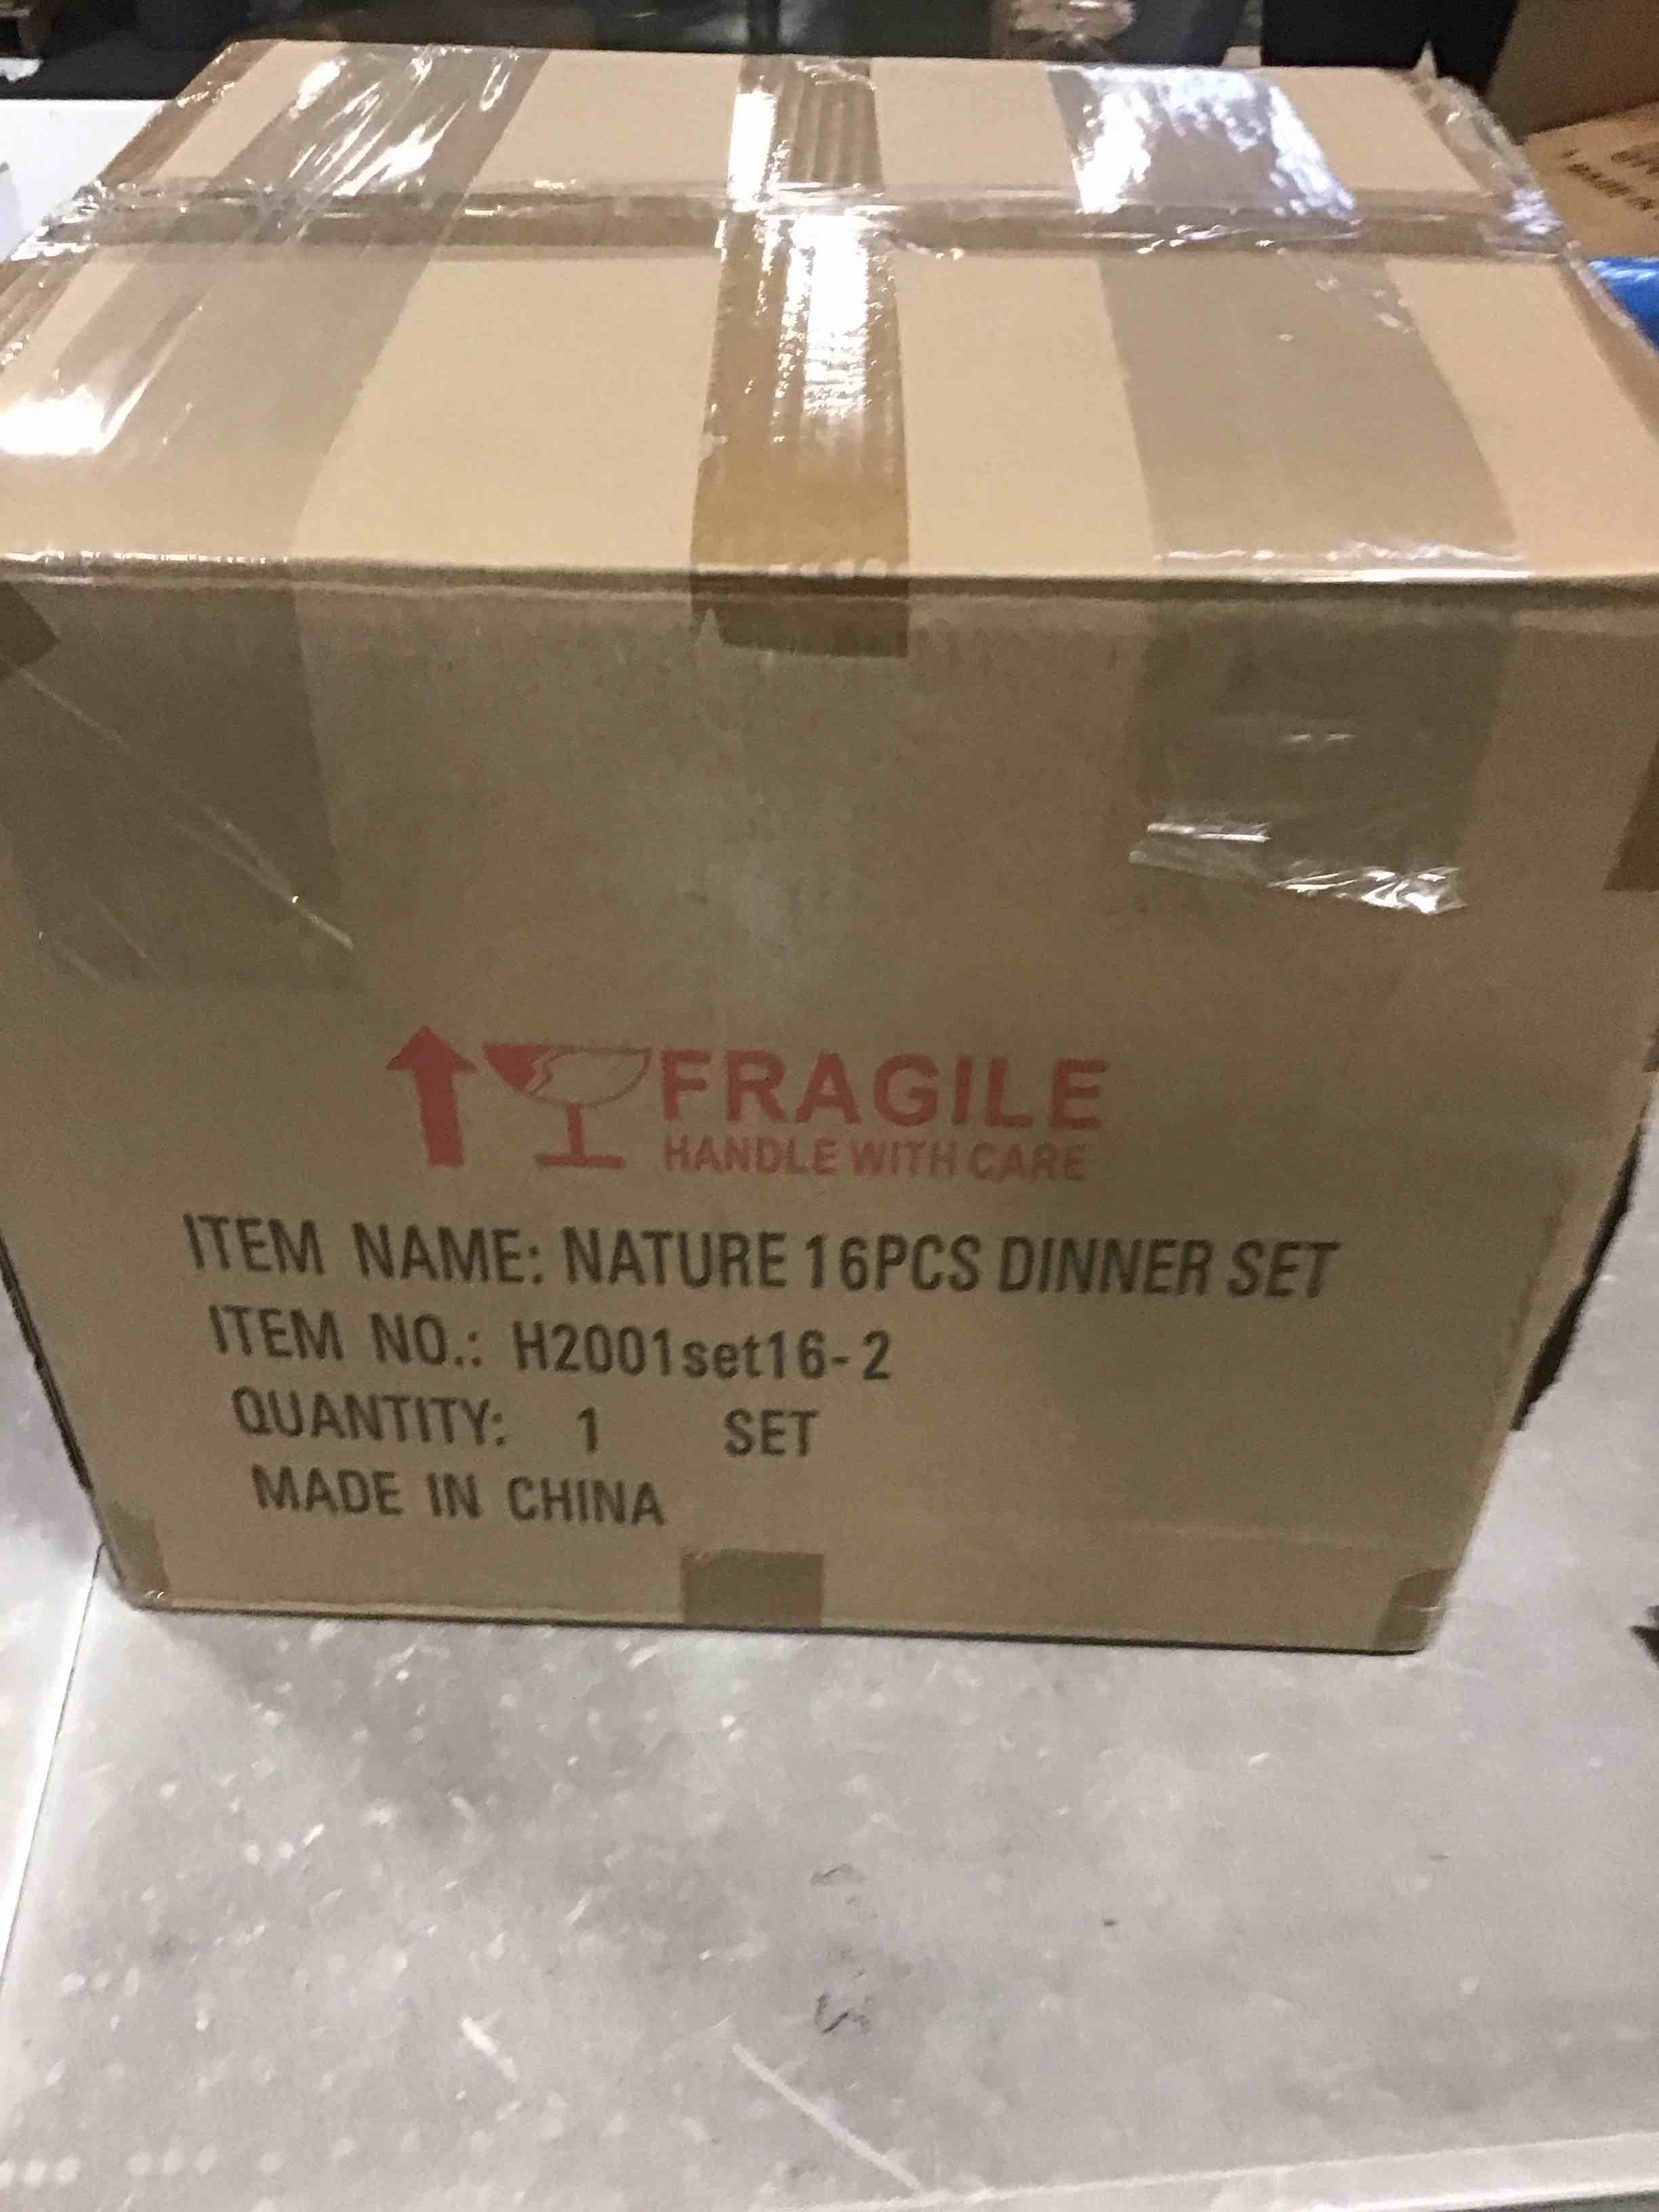 FRAGILE
HANDLE WITH CARE
ITEM NAME: NATURE 16PCS DINNER SET
ITEM NO.: H2001set16-2
QUANTITY: 1 SET
MADE IN CHINA